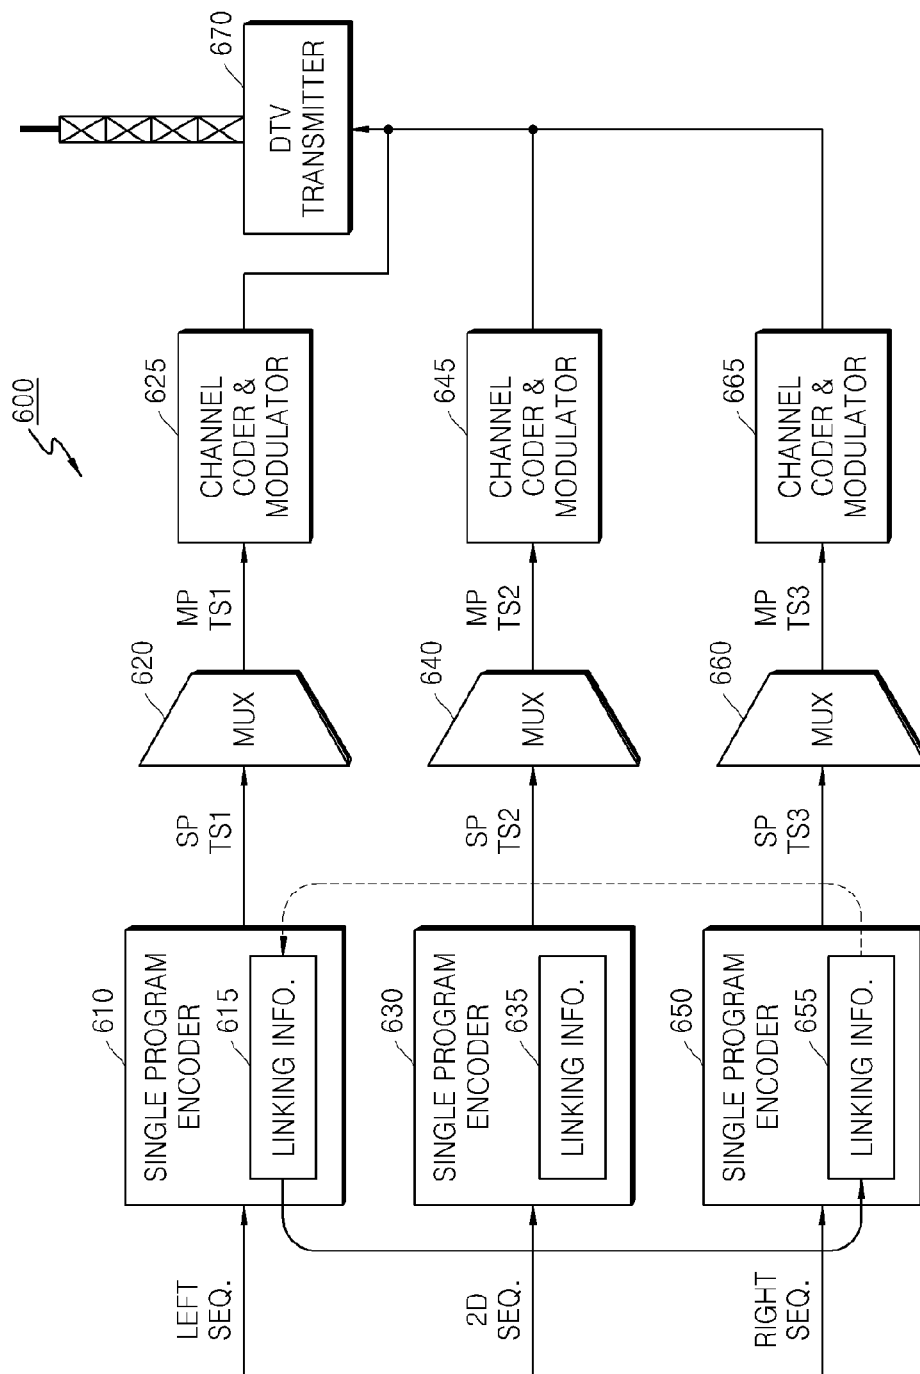 600
LEFT
SEQ.
610
SINGLE PROGRAM
ENCODER
615
LINKING INFO.
SP
TS1
620
MUX
MP
TS1
625
CHANNEL
CODER &
MODULATOR
670
DTV
TRANSMITTER
2D
SEQ.
630
SINGLE PROGRAM
ENCODER
635
LINKING INFO.
SP
TS2
640
MUX
MP
TS2
645
CHANNEL
CODER &
MODULATOR
RIGHT
SEQ.
650
SINGLE PROGRAM
ENCODER
655
LINKING INFO.
SP
TS3
660
MUX
MP
TS3
665
CHANNEL
CODER &
MODULATOR